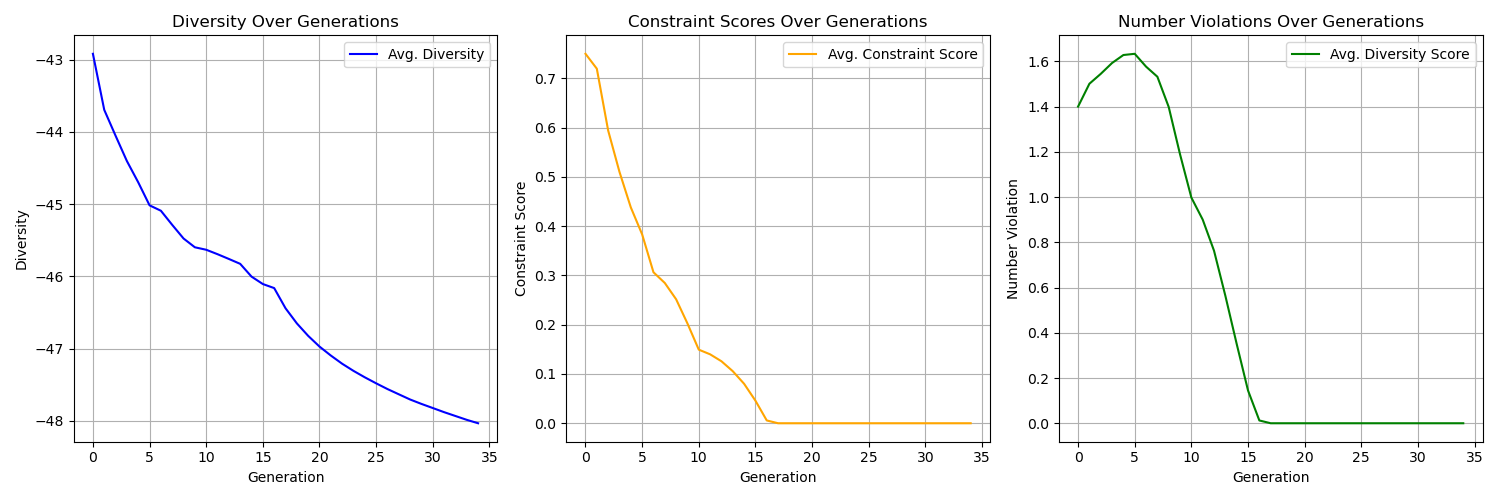 Diversity Over Generations
Avg. Diversity
Diversity
−43
−44
−45
−46
−47
−48
0 5 10 15 20 25 30 35
Generation
Constraint Scores Over Generations
Avg. Constraint Score
Constraint Score
0.7
0.6
0.5
0.4
0.3
0.2
0.1
0.0
0 5 10 15 20 25 30 35
Generation
Number Violations Over Generations
Avg. Diversity Score
Number Violation
1.6
1.4
1.2
1.0
0.8
0.6
0.4
0.2
0.0
0 5 10 15 20 25 30 35
Generation